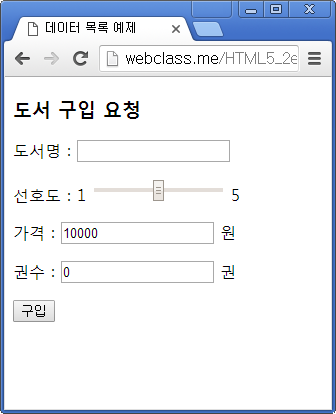 데이터 목록 예제
webclass.me/HTML5_2e
도서 구입 요청
도서명 :
선호도 : 1 5
가격 : 10000 원
권수 : 0 권
구입